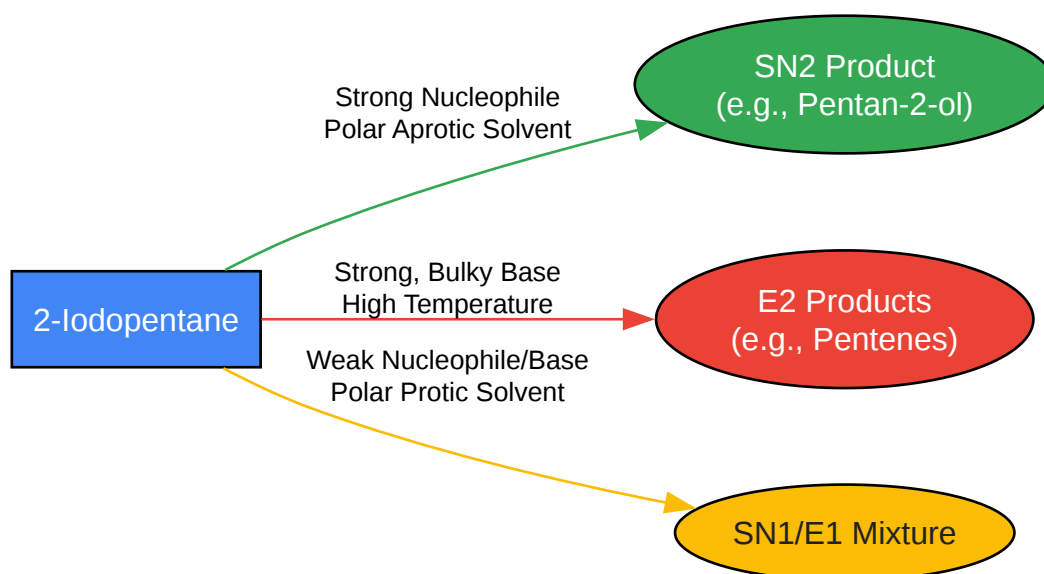 SN2 Product
(e.g., Pentan-2-ol)
Strong Nucleophile
Polar Aprotic Solvent
2-Iodopentane
Strong, Bulky Base
High Temperature
E2 Products
(e.g., Pentenes)
Weak Nucleophile/Base
Polar Protic Solvent
SN1/E1 Mixture